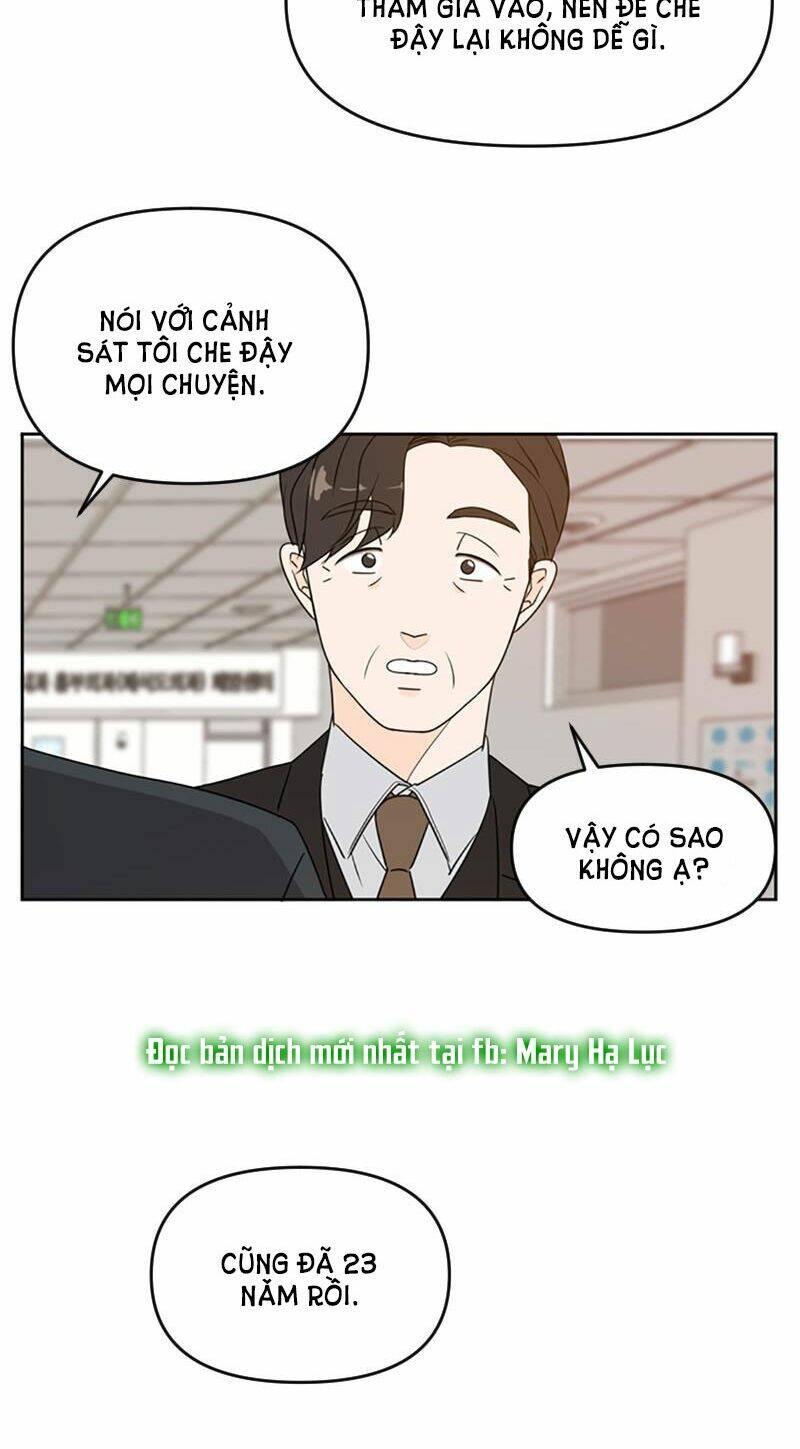 THAM GIA VÀO, NÊN ĐỂ CHE
ĐẬY LẠI KHÔNG DỄ GÌ.
NÓI VỚI CẢNH
SÁT TÔI CHE ĐẬY
MỌI CHUYỆN.
VẬY CÓ SAO
KHÔNG Ạ?
Đọc bản dịch mới nhất tại fb: Mary Hạ Lục
CŨNG ĐÃ 23
NĂM RỒI.